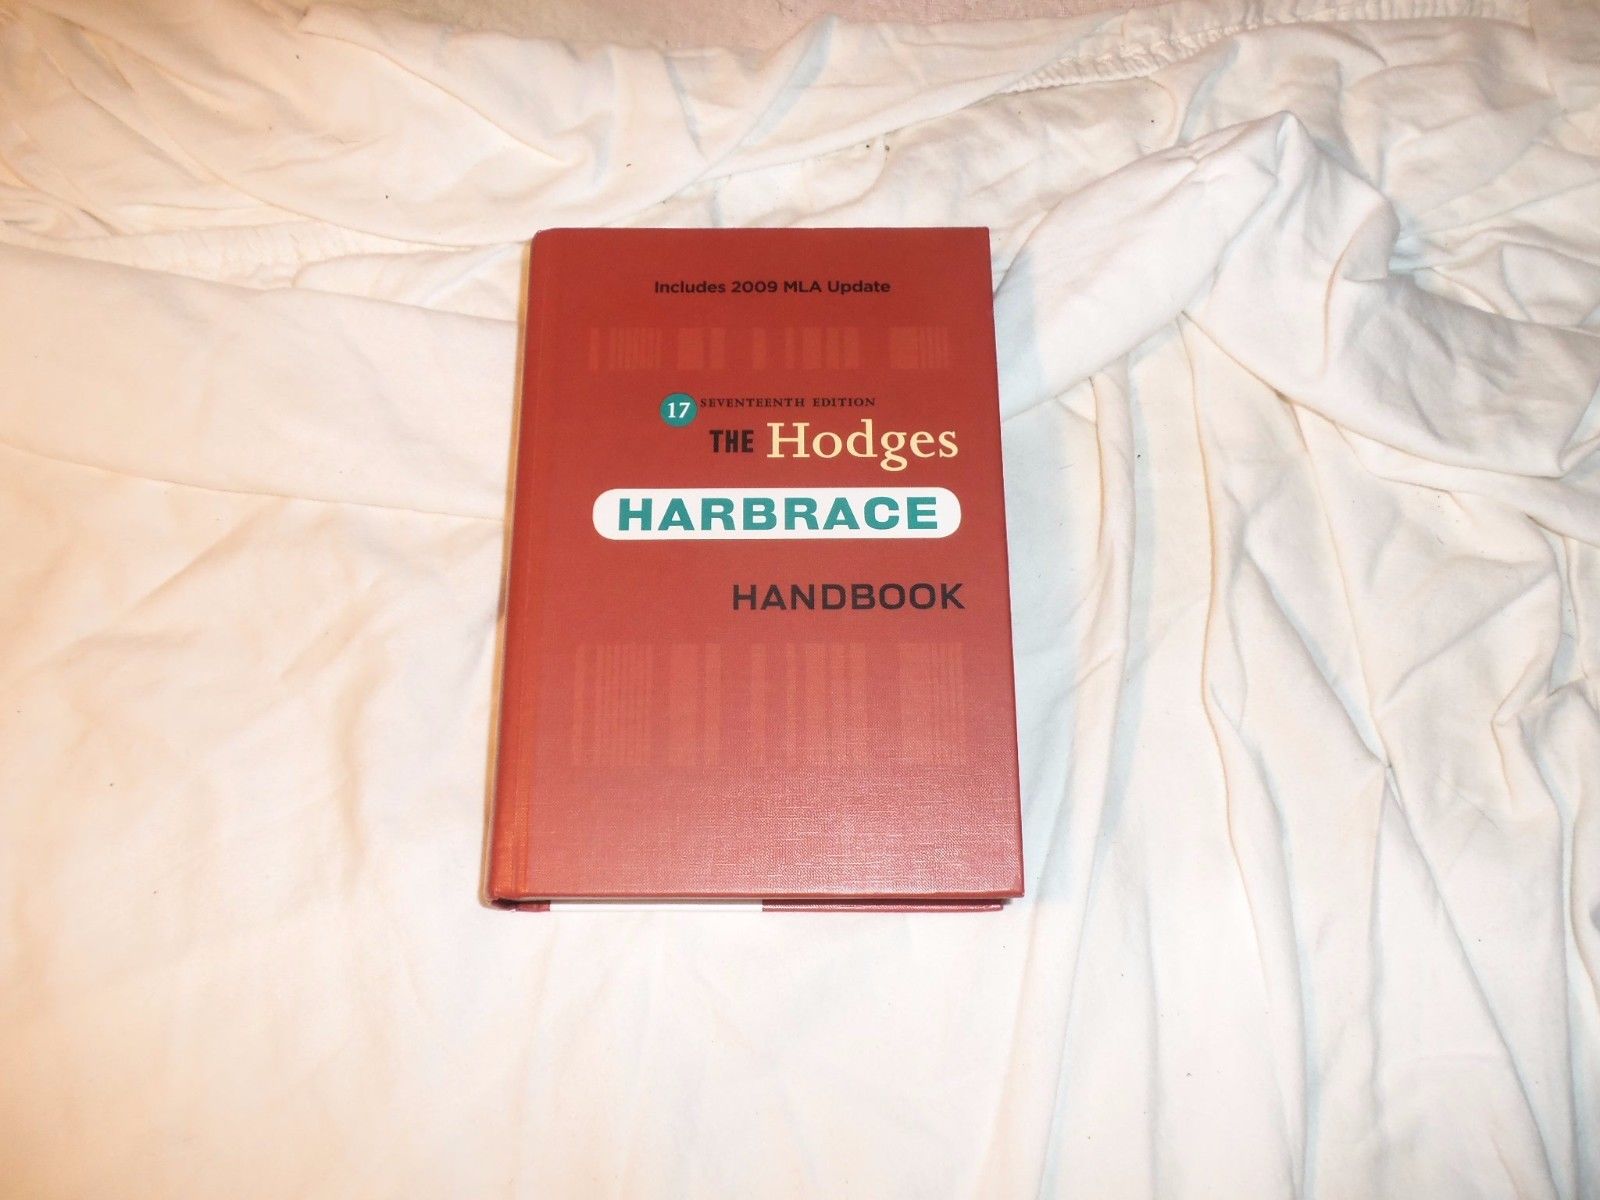 Includes 2009 MLA Update
17 SEVENTEENTH EDITION
THE Hodges
HARBRACE
HANDBOOK